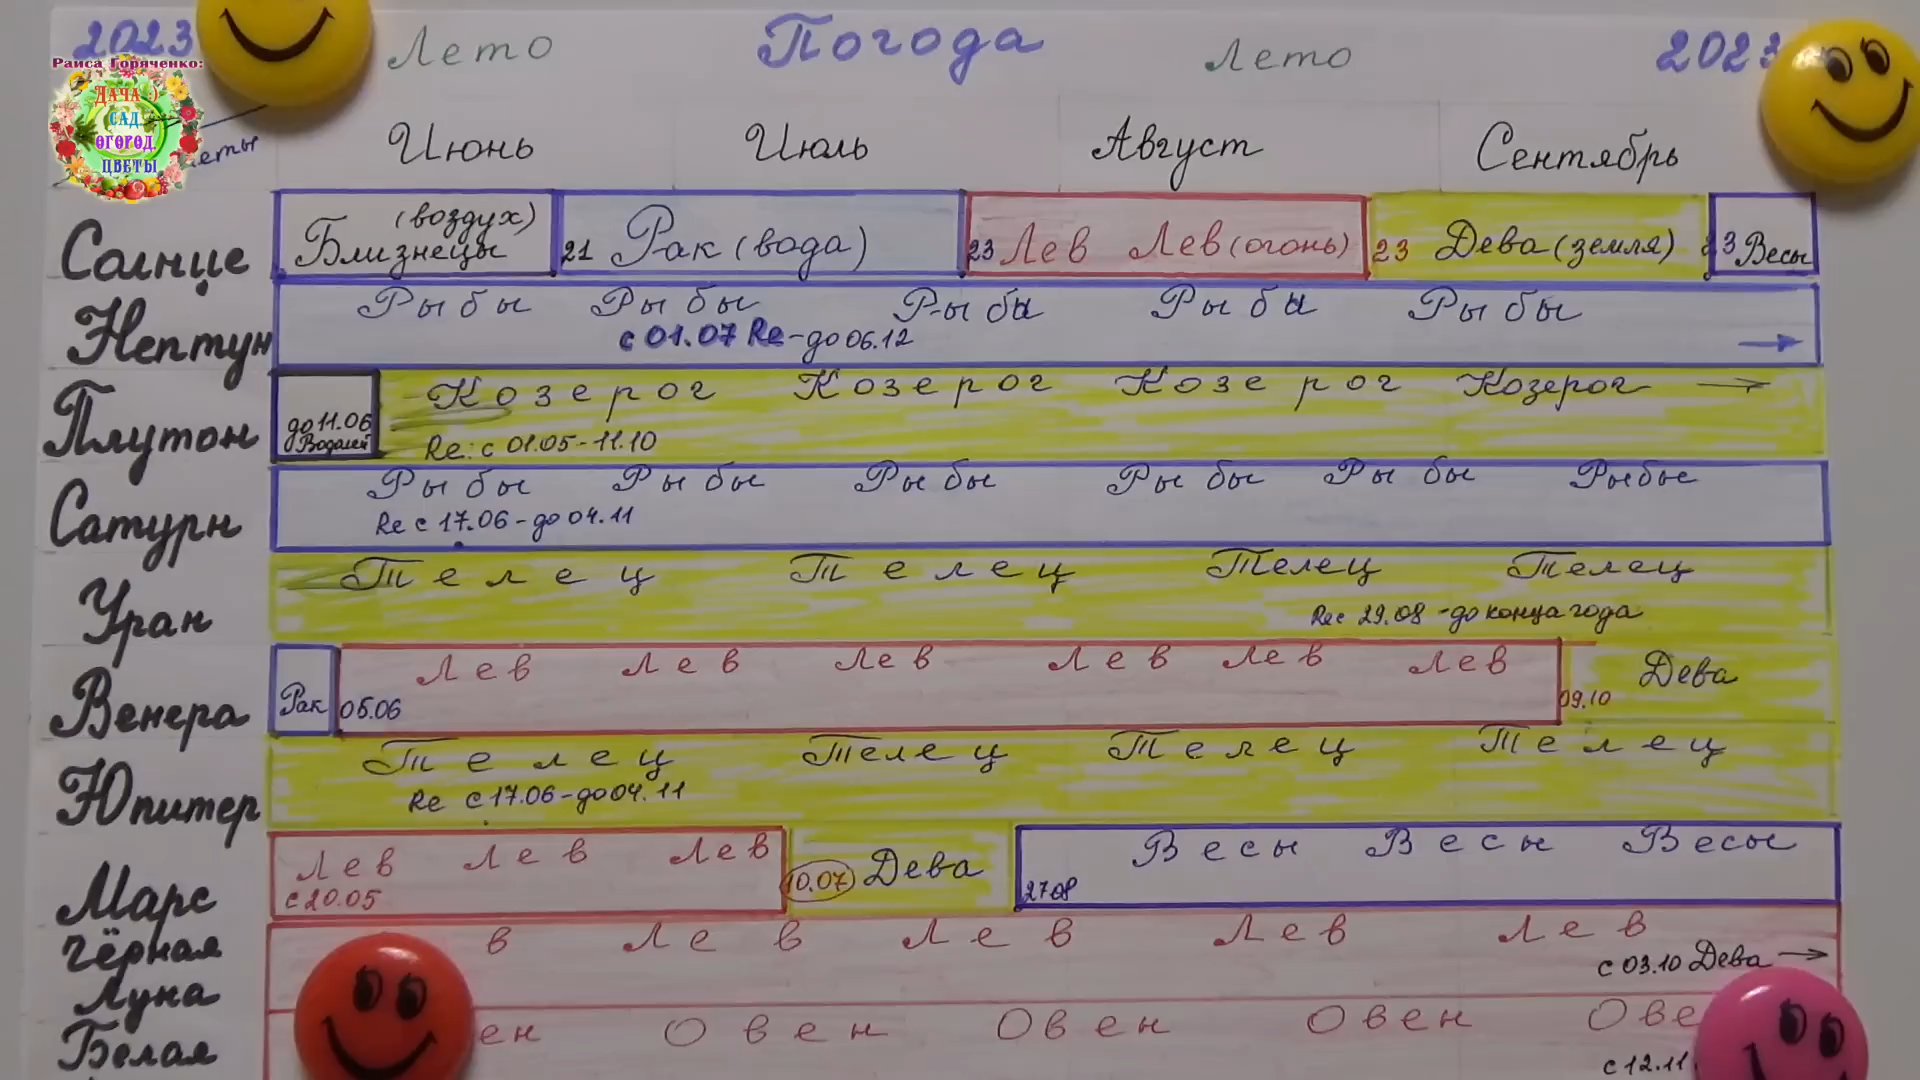 2023 Лето Погода Лето
Раиса Горяченко:
Дача :)
САД
ОГОРОД
ЦВЕТЫ
Июнь Июль Август Сентябрь
Солнце Близнецы (воздух) 21 Рак (вода) 23 Лев Лев (огонь) 23 Дева (земля) Весы
Нептун Рыбы Рыбы Рыбы Рыбы Рыбы
с 01.07 Re - до 06.12
Плутон до 11.06 Водолей Козерог Козерог Козерог Козерог
Re: с 01.05-11.10
Сатурн Рыбы Рыбы Рыбы Рыбы Рыбы Рыбы
Re с 17.06 - до 04.11
Уран Телец Телец Телец Телец
Re с 29.08 - до конца года
Венера Рак 05.06 Лев Лев Лев Лев Лев Лев 09.10 Дева
Юпитер Телец Телец Телец Телец
Re с 17.06 - до 04.11
Марс Лев Лев Лев 10.07 Дева 27 08 Весы Весы Весы
с 20.05
Чёрная Луна в Лев Лев Лев Лев
с 03.10 Дева
Белая ен Овен Овен Овен Ове
с 12.11